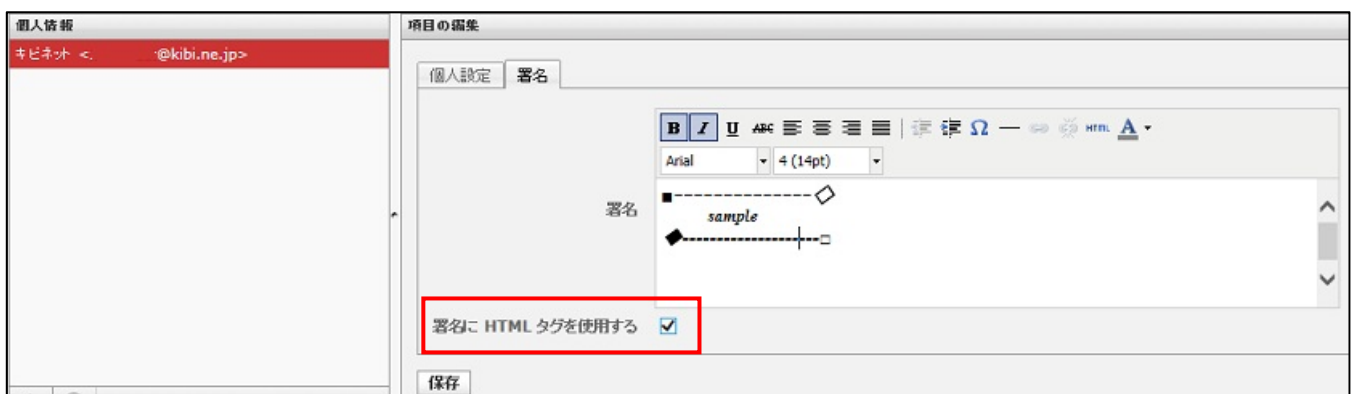 個人情報
項目の編集
キビネット <. @kibi.ne.jp>
個人設定 署名
B I U ABC Ω — HTML A
Arial 4 (14pt)
署名
■--------------◇
sample
◆------------------□
署名に HTML タグを使用する
保存